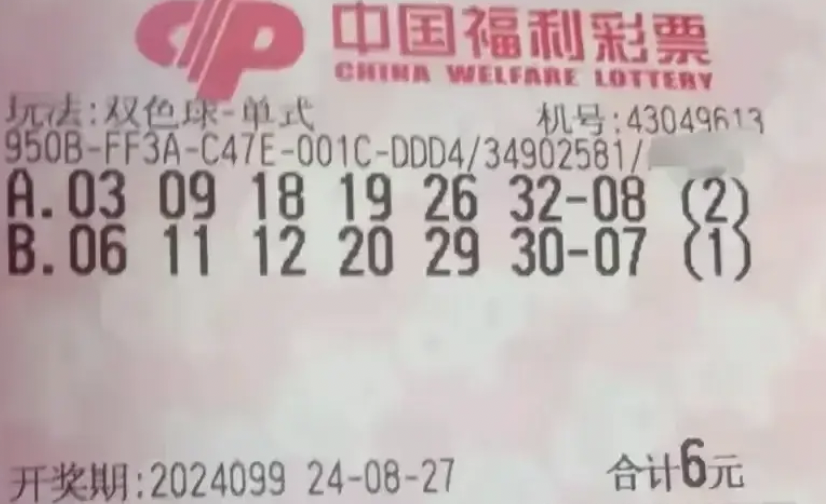 中国福利彩票
CHINA WELFARE LOTTERY
玩法:双色球-单式 机号:43049613
950B-FF3A-C47E-001C-DDD4/34902581/
A.03 09 18 19 26 32-08 (2)
B.06 11 12 20 29 30-07 (1)
开奖期:2024099 24-08-27 合计6元